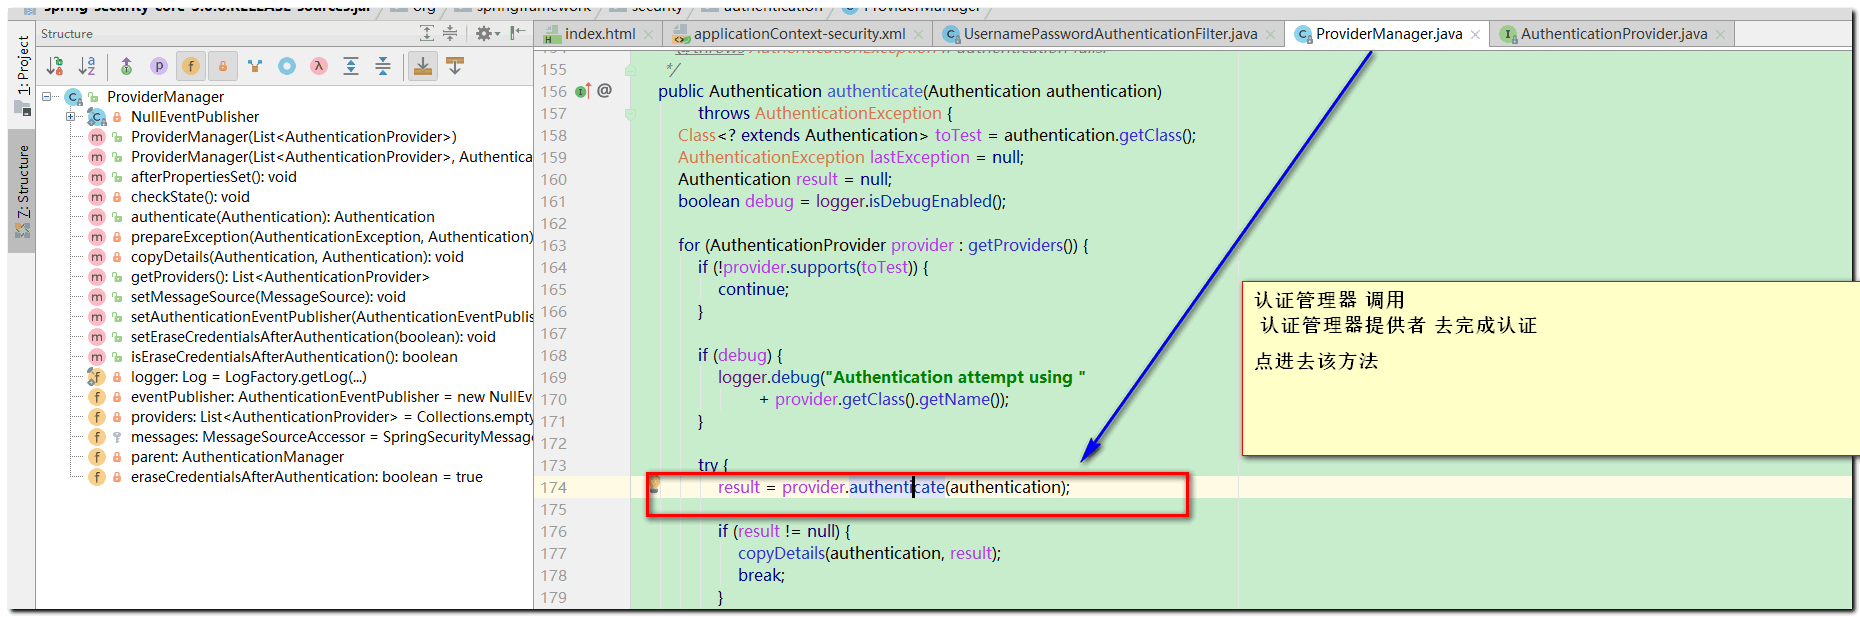 spring-security-core-5.0.0.RELEASE-sources.jar org springframework security authentication ProviderManager
Structure
1: Project
Z: Structure
ProviderManager
NullEventPublisher
ProviderManager(List<AuthenticationProvider>)
ProviderManager(List<AuthenticationProvider>, Authentica
afterPropertiesSet(): void
checkState(): void
authenticate(Authentication): Authentication
prepareException(AuthenticationException, Authentication)
copyDetails(Authentication, Authentication): void
getProviders(): List<AuthenticationProvider>
setMessageSource(MessageSource): void
setAuthenticationEventPublisher(AuthenticationEventPublis
setEraseCredentialsAfterAuthentication(boolean): void
isEraseCredentialsAfterAuthentication(): boolean
logger: Log = LogFactory.getLog(...)
eventPublisher: AuthenticationEventPublisher = new NullEv
providers: List<AuthenticationProvider> = Collections.empty
messages: MessageSourceAccessor = SpringSecurityMessage
parent: AuthenticationManager
eraseCredentialsAfterAuthentication: boolean = true
index.html applicationContext-security.xml UsernamePasswordAuthenticationFilter.java ProviderManager.java AuthenticationProvider.java
@throws AuthenticationException if authentication fails.
155 */
156 @ public Authentication authenticate(Authentication authentication)
157 throws AuthenticationException {
158 Class<? extends Authentication> toTest = authentication.getClass();
159 AuthenticationException lastException = null;
160 Authentication result = null;
161 boolean debug = logger.isDebugEnabled();
162
163 for (AuthenticationProvider provider : getProviders()) {
164 if (!provider.supports(toTest)) {
165 continue;
166 }
167
168 if (debug) {
169 logger.debug("Authentication attempt using "
170 + provider.getClass().getName());
171 }
172
173 try {
174 result = provider.authenticate(authentication);
175
176 if (result != null) {
177 copyDetails(authentication, result);
178 break;
179 }
认证管理器 调用
认证管理器提供者 去完成认证
点进去该方法